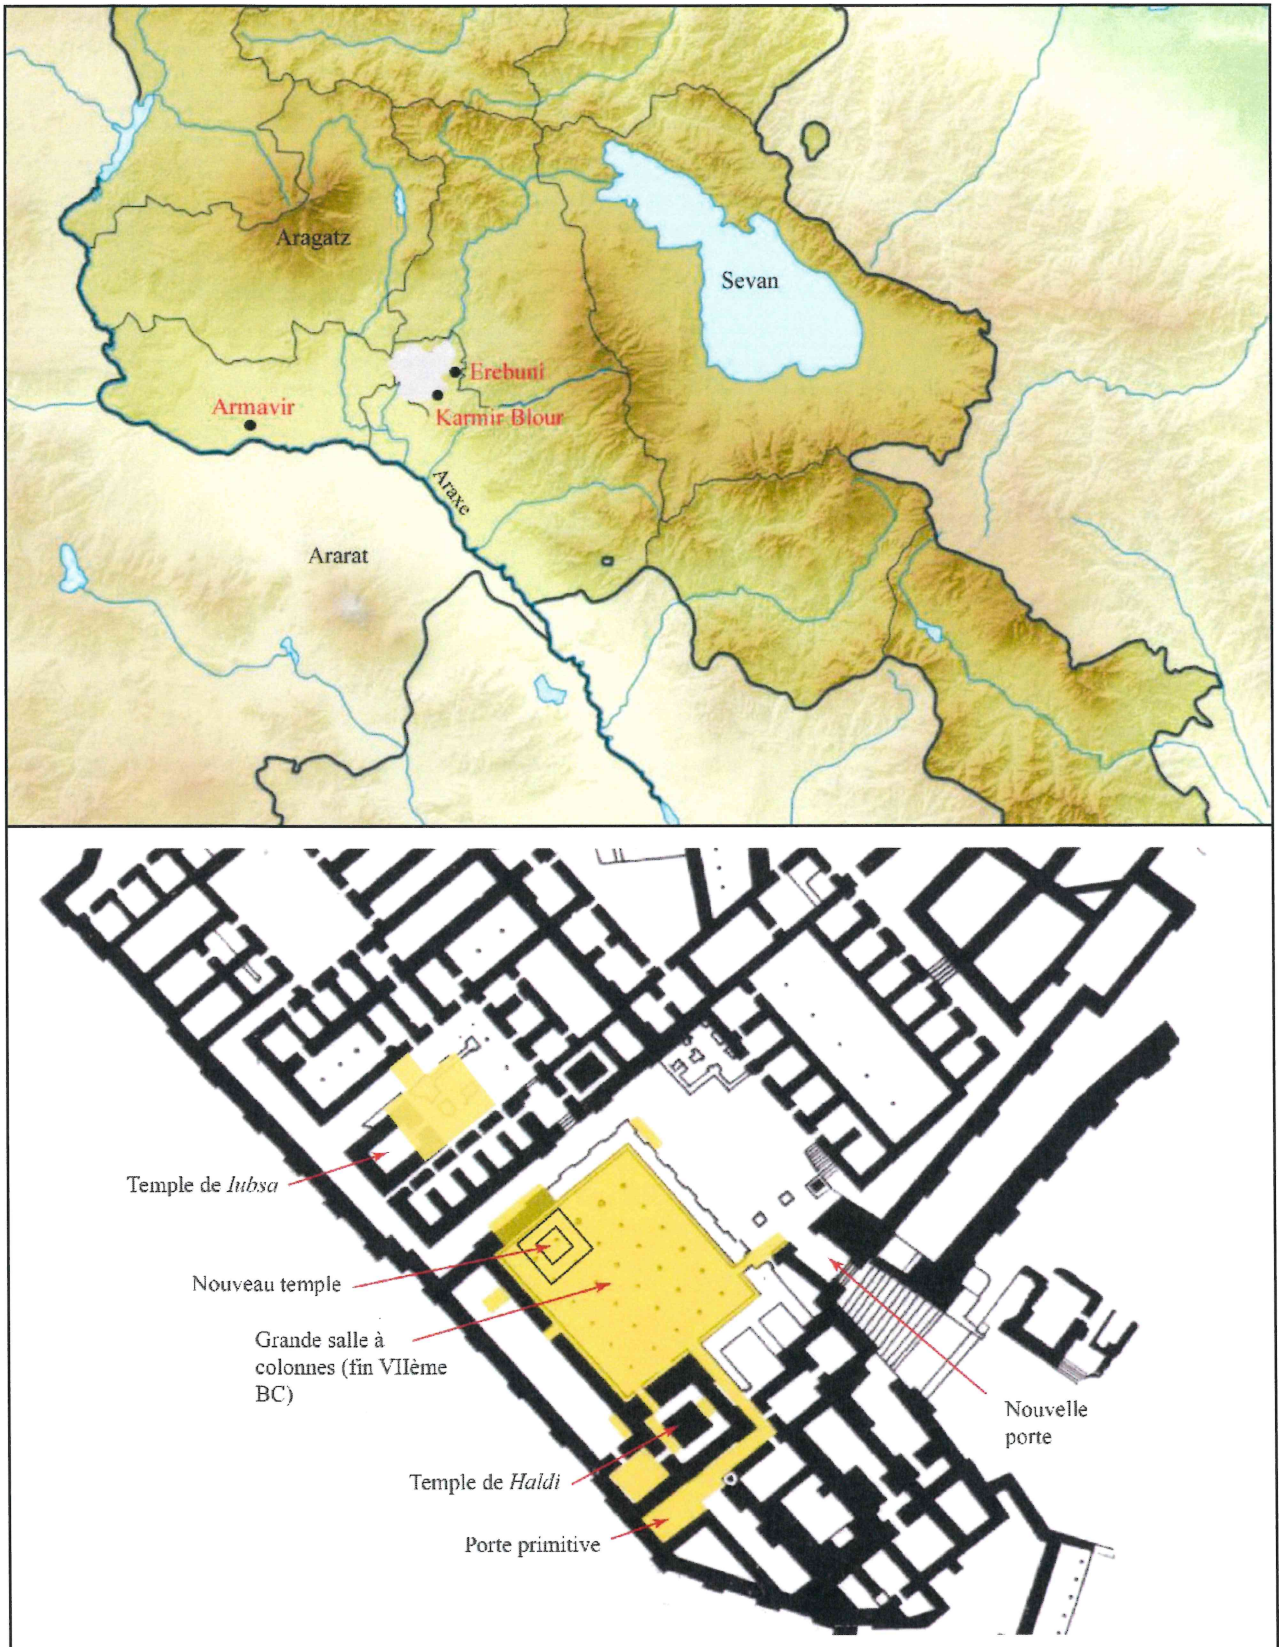 Aragatz
Sevan
Erebuni
Armavir
Karmir Blour
Araxe
Ararat
Temple de Iubsa
Nouveau temple
Grande salle à
colonnes (fin VIIème
BC)
Nouvelle
porte
Temple de Haldi
Porte primitive